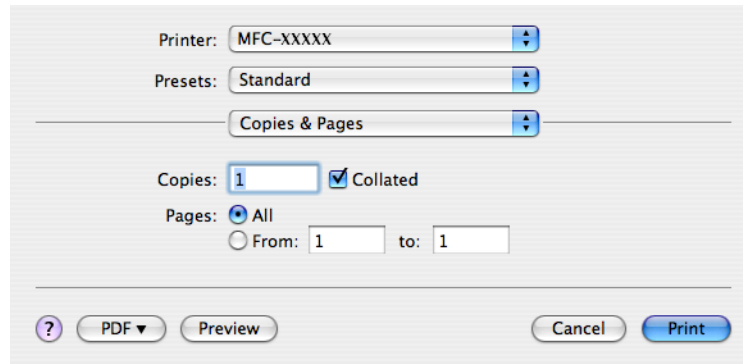 Printer: MFC-XXXXX
Presets: Standard
Copies & Pages
Copies: 1 Collated
Pages: All
From: 1 to: 1
? PDF Preview Cancel Print